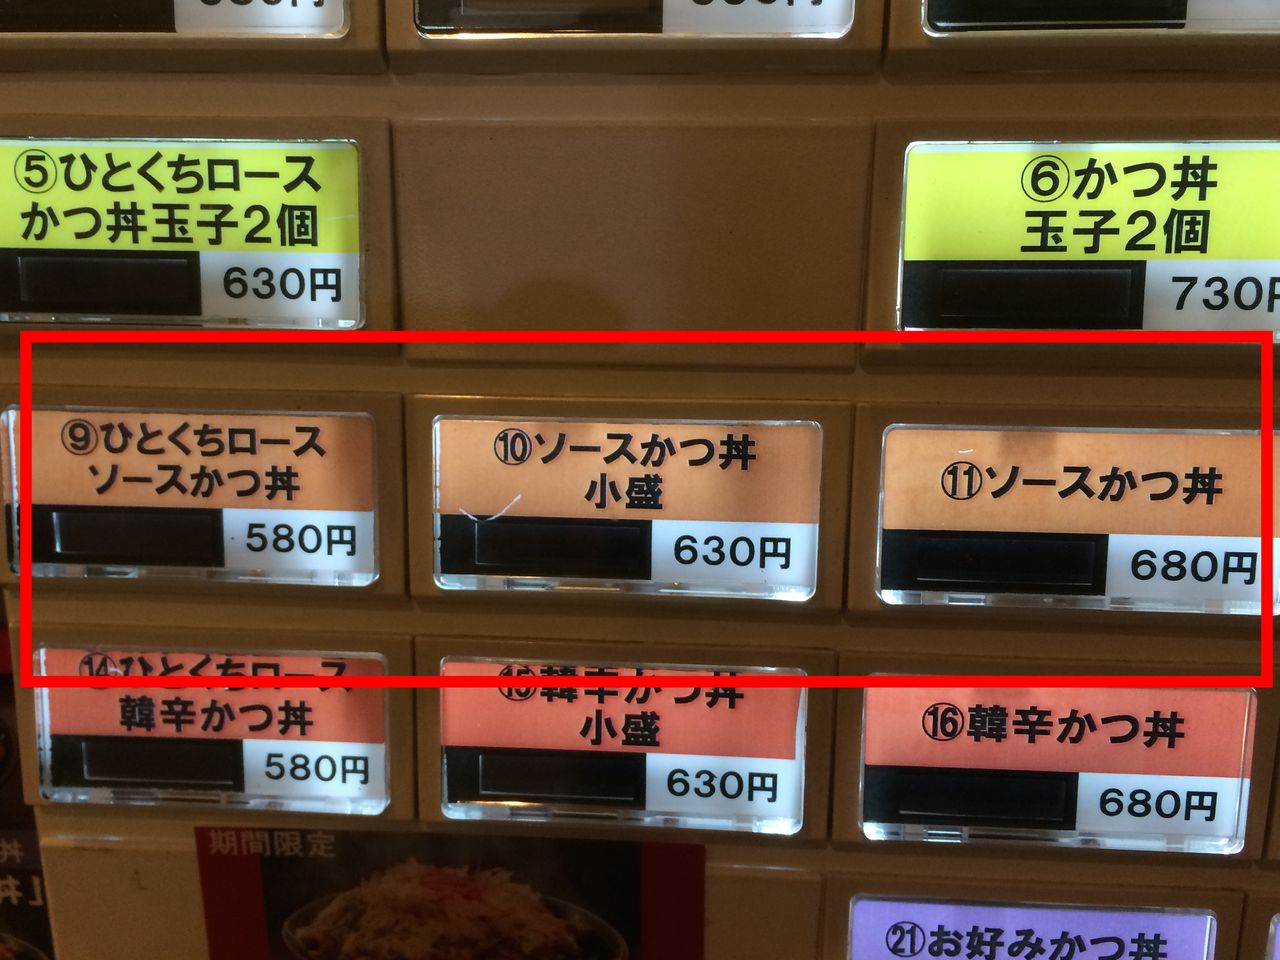 ⑤ひとくちロース
かつ丼玉子2個
630円
⑥かつ丼
玉子2個
730円
⑨ひとくちロース
ソースかつ丼
580円
⑩ソースかつ丼
小盛
630円
⑪ソースかつ丼
680円
⑭ひとくちロース
韓辛かつ丼
580円
⑮韓辛かつ丼
小盛
630円
⑯韓辛かつ丼
680円
期間限定
丼
㉑お好みかつ丼